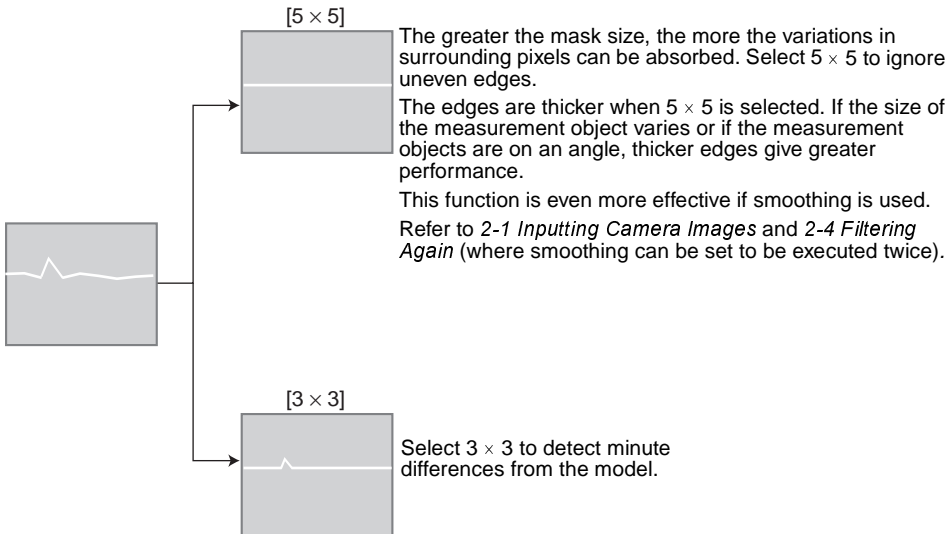 [5 × 5]
The greater the mask size, the more the variations in
surrounding pixels can be absorbed. Select 5 × 5 to ignore
uneven edges.
The edges are thicker when 5 × 5 is selected. If the size of
the measurement object varies or if the measurement
objects are on an angle, thicker edges give greater
performance.
This function is even more effective if smoothing is used.
Refer to 2-1 Inputting Camera Images and 2-4 Filtering
Again (where smoothing can be set to be executed twice).
[3 × 3]
Select 3 × 3 to detect minute
differences from the model.